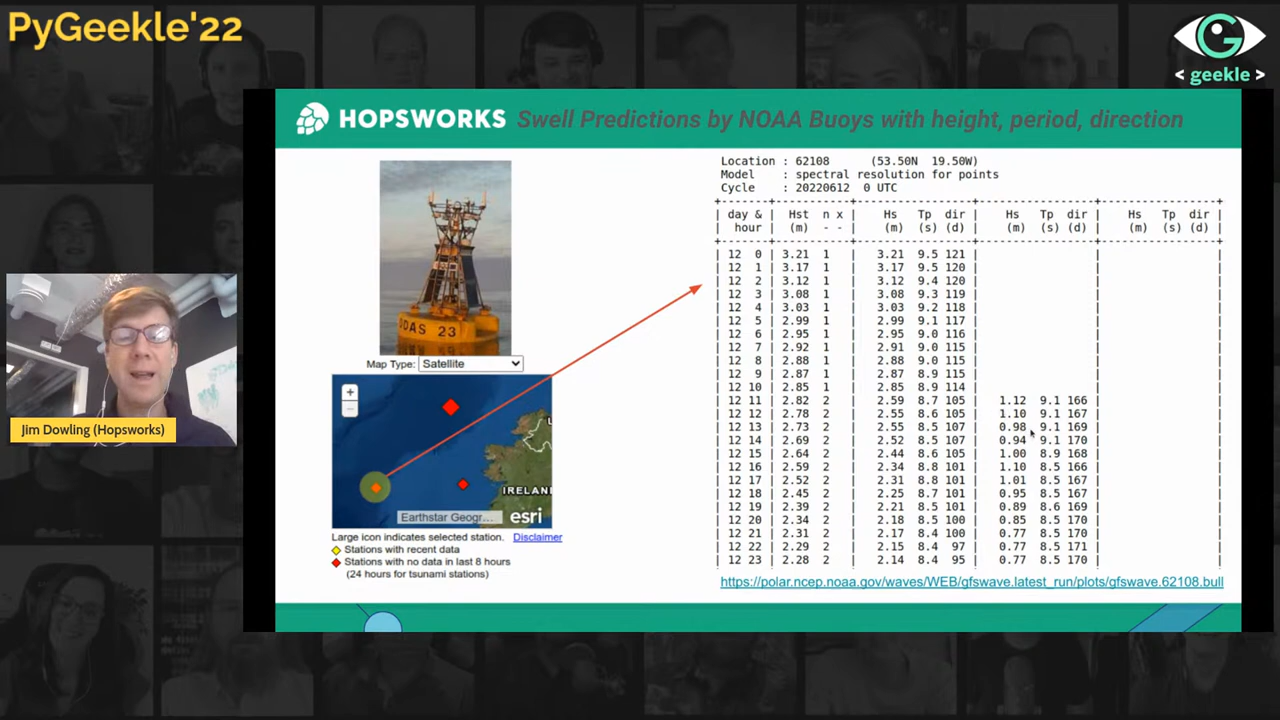 PyGeekle'22
G
< geekle >
HOPSWORKS Swell Predictions by NOAA Buoys with height, period, direction
ODAS 23
Map Type: Satellite
+
-
IRELAND
Earthstar Geogr... esri
Large icon indicates selected station. Disclaimer
Stations with recent data
Stations with no data in last 8 hours
(24 hours for tsunami stations)
Location : 62108 (53.50N 19.50W)
Model : spectral resolution for points
Cycle : 20220612 0 UTC
| day & | Hst n x | Hs Tp dir | Hs Tp dir | Hs Tp dir |
| hour | (m) - - | (m) (s) (d) | (m) (s) (d) | (m) (s) (d) |
| 12 0 | 3.21 1 | 3.21 9.5 121 | | |
| 12 1 | 3.17 1 | 3.17 9.5 120 | | |
| 12 2 | 3.12 1 | 3.12 9.4 120 | | |
| 12 3 | 3.08 1 | 3.08 9.3 119 | | |
| 12 4 | 3.03 1 | 3.03 9.2 118 | | |
| 12 5 | 2.99 1 | 2.99 9.1 117 | | |
| 12 6 | 2.95 1 | 2.95 9.0 116 | | |
| 12 7 | 2.92 1 | 2.91 9.0 115 | | |
| 12 8 | 2.88 1 | 2.88 9.0 115 | | |
| 12 9 | 2.87 1 | 2.87 8.9 115 | | |
| 12 10 | 2.85 1 | 2.85 8.9 114 | | |
| 12 11 | 2.82 2 | 2.59 8.7 105 | 1.12 9.1 166 | |
| 12 12 | 2.78 2 | 2.55 8.6 105 | 1.10 9.1 167 | |
| 12 13 | 2.73 2 | 2.55 8.5 107 | 0.98 9.1 169 | |
| 12 14 | 2.69 2 | 2.52 8.5 107 | 0.94 9.1 170 | |
| 12 15 | 2.64 2 | 2.44 8.6 105 | 1.00 8.9 168 | |
| 12 16 | 2.59 2 | 2.34 8.8 101 | 1.10 8.5 166 | |
| 12 17 | 2.52 2 | 2.31 8.8 101 | 1.01 8.5 167 | |
| 12 18 | 2.45 2 | 2.25 8.7 101 | 0.95 8.5 167 | |
| 12 19 | 2.39 2 | 2.21 8.5 101 | 0.89 8.6 169 | |
| 12 20 | 2.34 2 | 2.18 8.5 100 | 0.85 8.5 170 | |
| 12 21 | 2.31 2 | 2.17 8.4 100 | 0.77 8.5 170 | |
| 12 22 | 2.29 2 | 2.15 8.4 97 | 0.77 8.5 171 | |
| 12 23 | 2.28 2 | 2.14 8.4 95 | 0.77 8.5 170 | |
https://polar.ncep.noaa.gov/waves/WEB/gfswave.latest_run/plots/gfswave.62108.bull
Jim Dowling (Hopsworks)